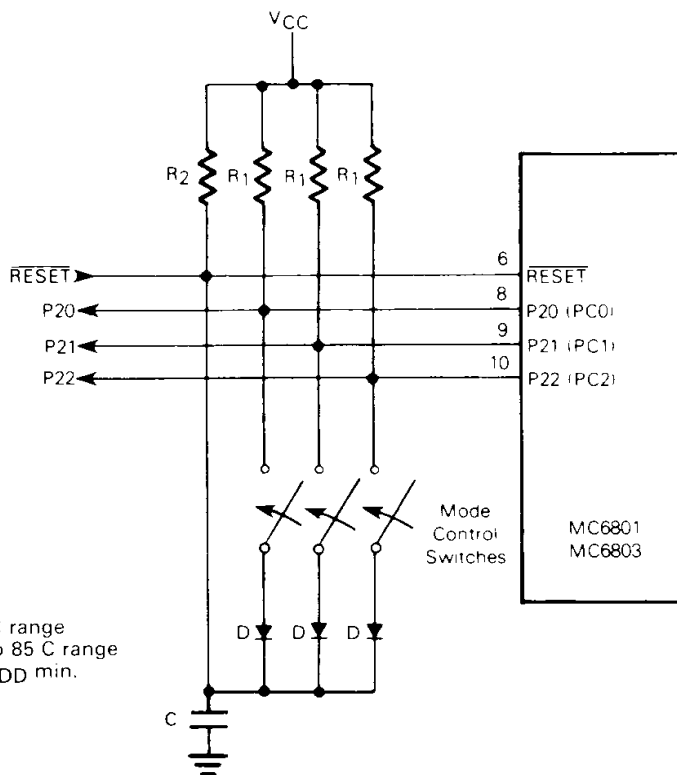 VCC
R2 R1 R1 R1
RESET
6
RESET
P20
8
P20 (PC0)
P21
9
P21 (PC1)
P22
10
P22 (PC2)
Mode
Control
Switches
MC6801
MC6803
range
85 C range
D D D
DD min.
C